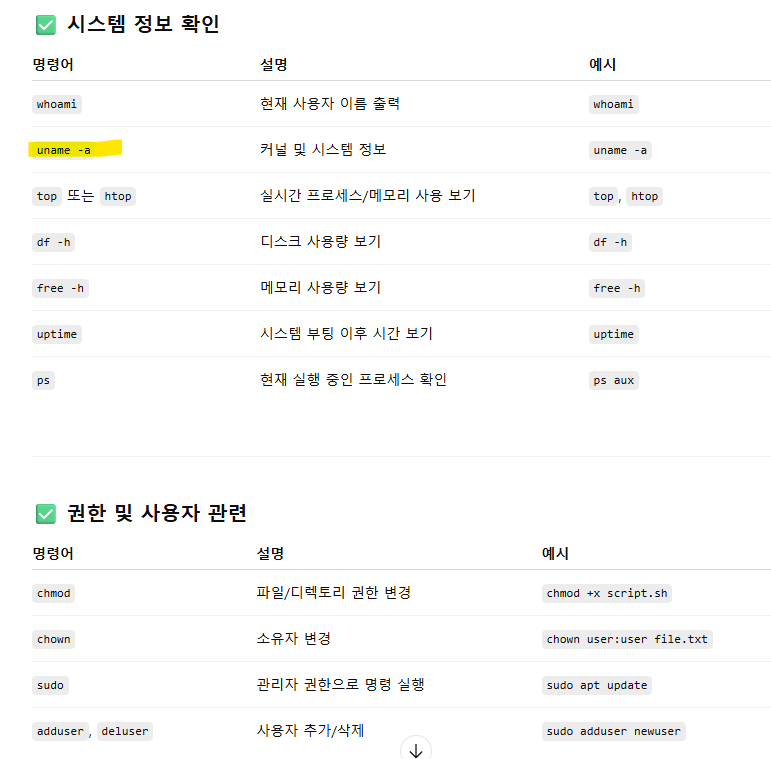 ✅ 시스템 정보 확인
명령어 설명 예시
whoami 현재 사용자 이름 출력 whoami
uname -a 커널 및 시스템 정보 uname -a
top 또는 htop 실시간 프로세스/메모리 사용 보기 top, htop
df -h 디스크 사용량 보기 df -h
free -h 메모리 사용량 보기 free -h
uptime 시스템 부팅 이후 시간 보기 uptime
ps 현재 실행 중인 프로세스 확인 ps aux
✅ 권한 및 사용자 관련
명령어 설명 예시
chmod 파일/디렉토리 권한 변경 chmod +x script.sh
chown 소유자 변경 chown user:user file.txt
sudo 관리자 권한으로 명령 실행 sudo apt update
adduser, deluser 사용자 추가/삭제 sudo adduser newuser